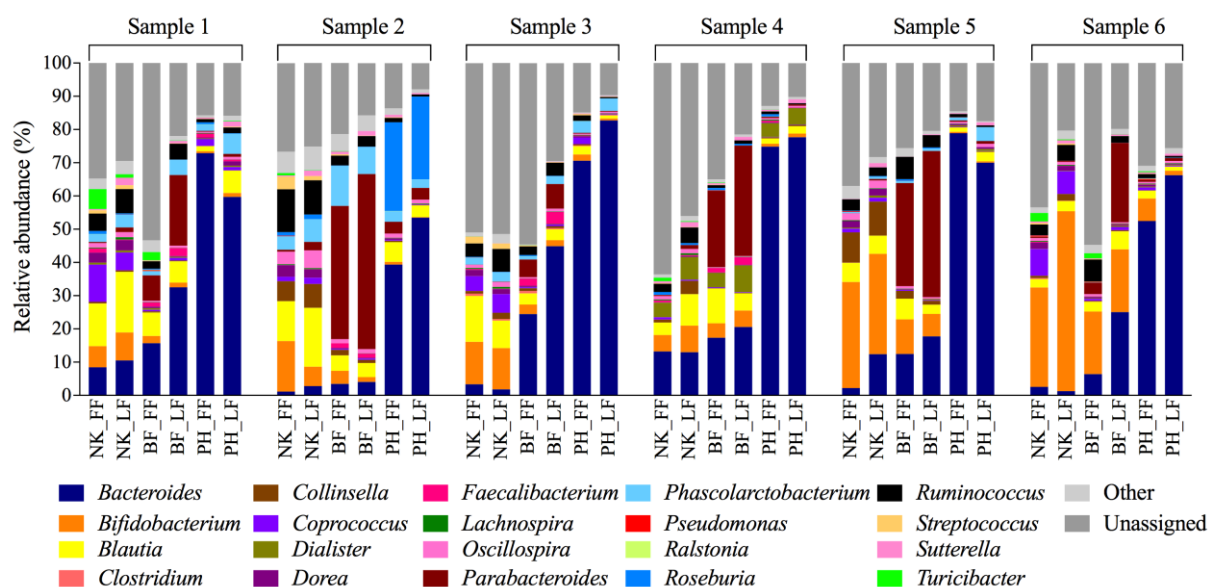 Sample 1 Sample 2 Sample 3 Sample 4 Sample 5 Sample 6
Relative abundance (%)
100
90
80
70
60
50
40
30
20
10
0
NK_FF NK_LF BF_FF BF_LF PH_FF PH_LF NK_FF NK_LF BF_FF BF_LF PH_FF PH_LF NK_FF NK_LF BF_FF BF_LF PH_FF PH_LF NK_FF NK_LF BF_FF BF_LF PH_FF PH_LF NK_FF NK_LF BF_FF BF_LF PH_FF PH_LF NK_FF NK_LF BF_FF BF_LF PH_FF PH_LF
Bacteroides Collinsella Faecalibacterium Phascolarctobacterium Ruminococcus Other
Bifidobacterium Coprococcus Lachnospira Pseudomonas Streptococcus Unassigned
Blautia Dialister Oscillospira Ralstonia Sutterella
Clostridium Dorea Parabacteroides Roseburia Turicibacter